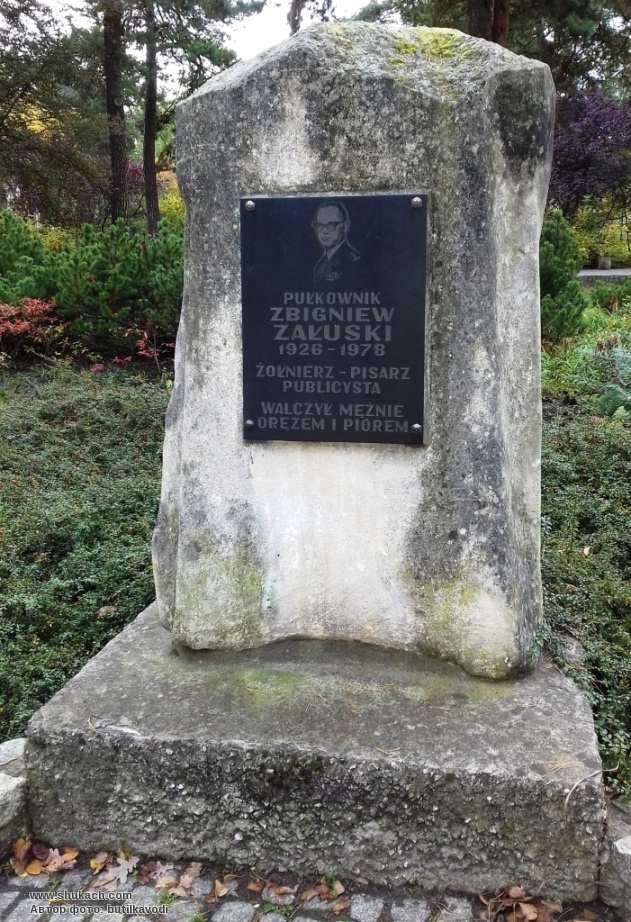 PUŁKOWNIK
ZBIGNIEW
ZAŁUSKI
1926 - 1978
ŻOŁNIERZ - PISARZ
PUBLICYSTA
WALCZYŁ MĘŻNIE
ORĘŻEM I PIÓREM
www.shukach.com
Автор фото: butilkavodi